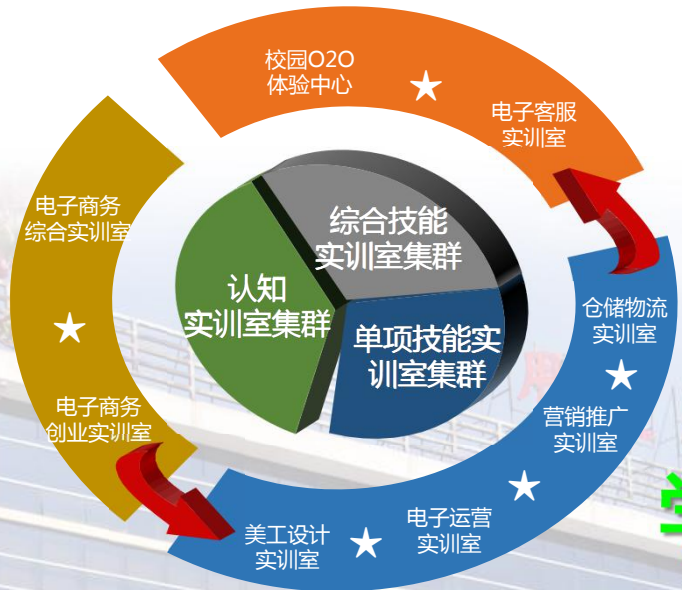 校园O2O
体验中心
电子客服
实训室
电子商务
综合实训室
综合技能
实训室集群
认知
实训室集群
单项技能实
训室集群
仓储物流
实训室
电子商务
创业实训室
营销推广
实训室
电子运营
实训室
美工设计
实训室